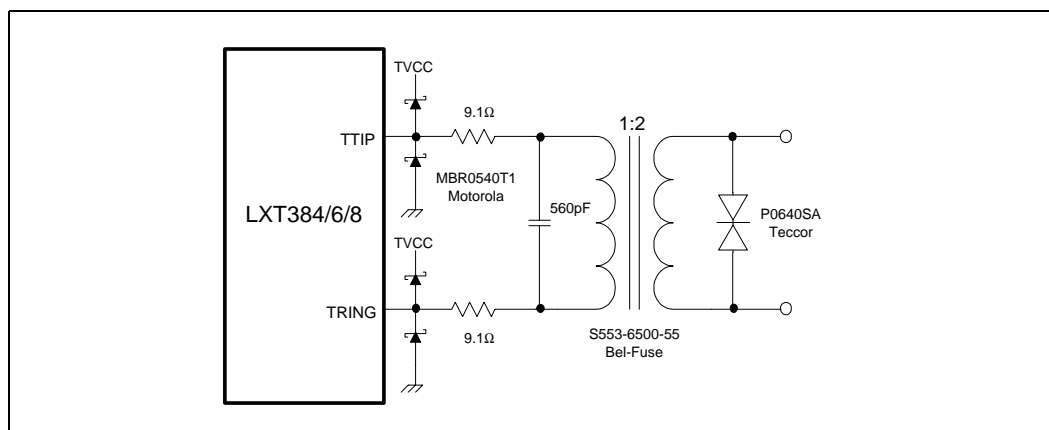 TVCC
9.1Ω
1:2
TTIP
MBR0540T1
Motorola
560pF
P0640SA
Teccor
LXT384/6/8
TVCC
TRING
9.1Ω
S553-6500-55
Bel-Fuse